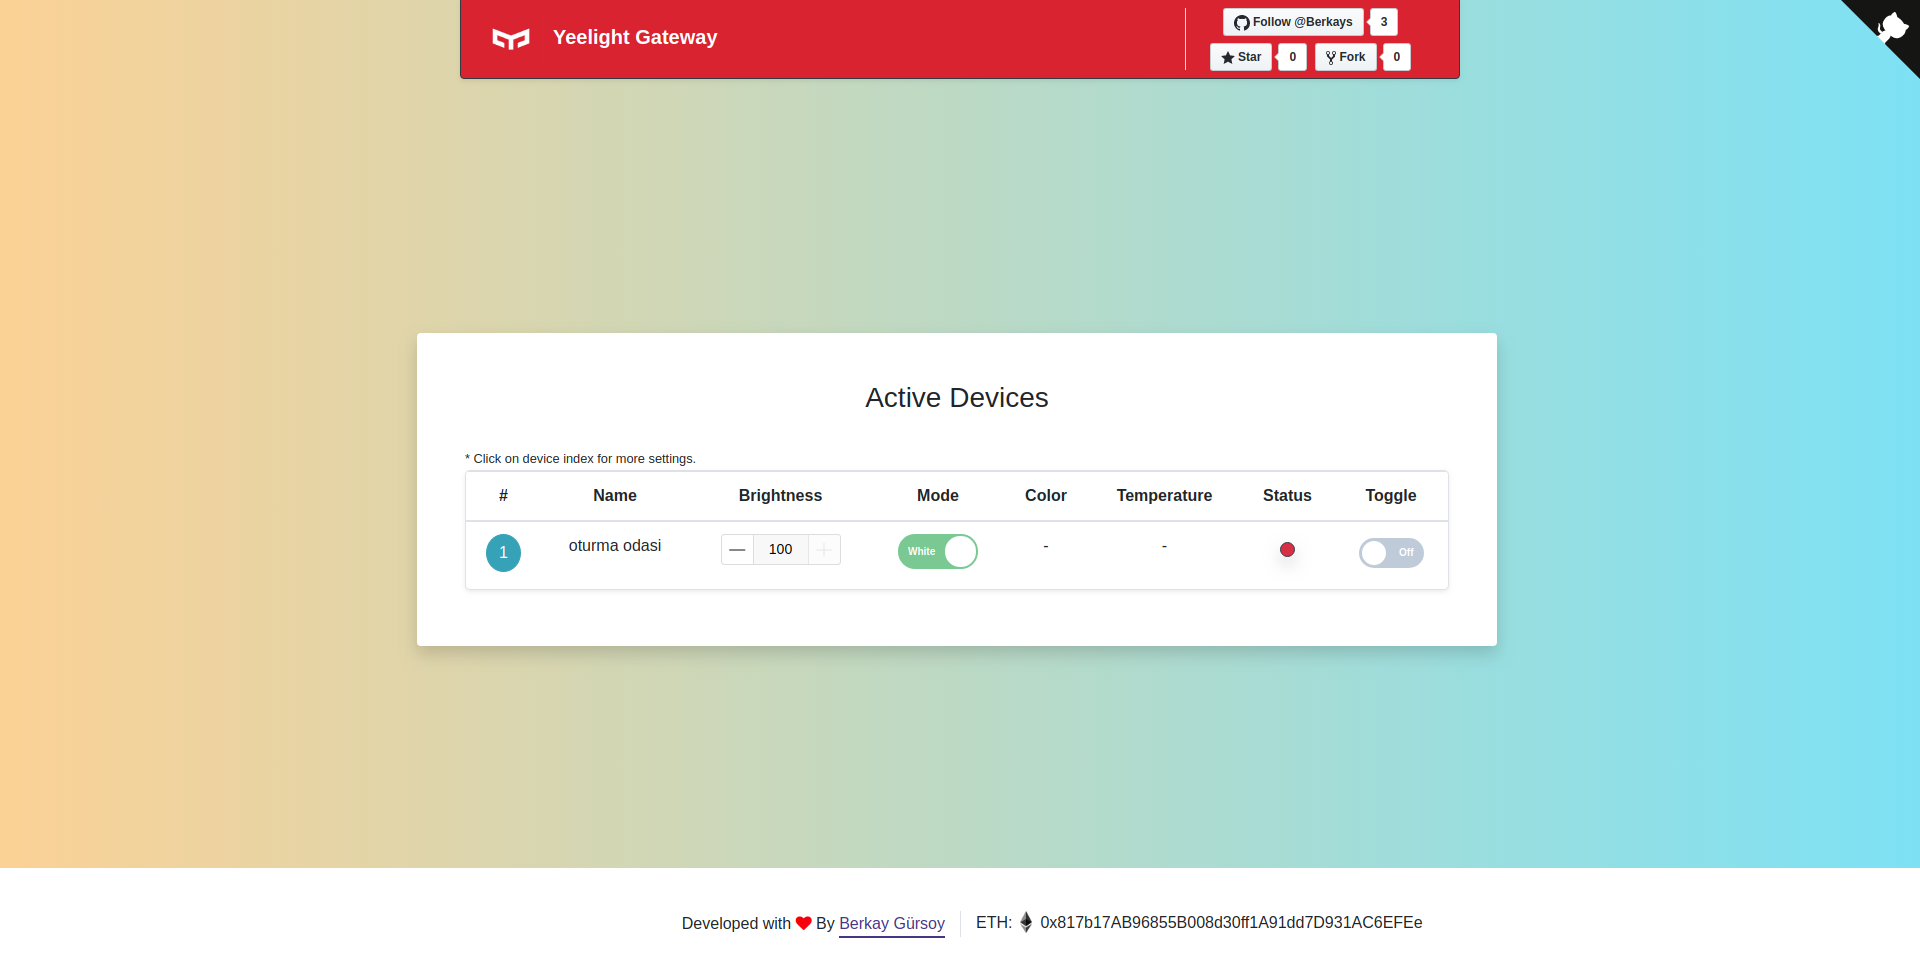 Yeelight Gateway
Follow @Berkays 3
Star 0 Fork 0
Active Devices
* Click on device index for more settings.
# Name Brightness Mode Color Temperature Status Toggle
1 oturma odasi — 100 + White - - Off
Developed with ❤ By Berkay Gürsoy ETH: 0x817b17AB96855B008d30ff1A91dd7D931AC6EFEe